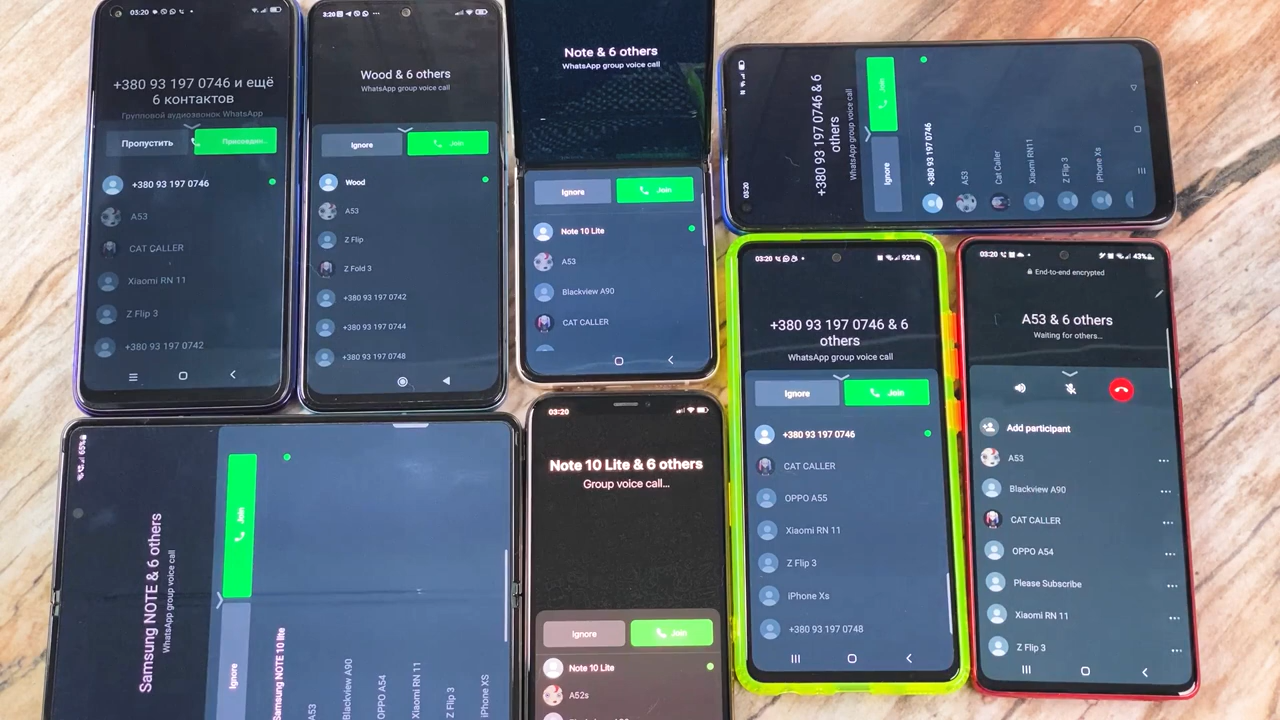 03:20
+380 93 197 0746 и ещё
6 контактов
Групповой аудиозвонок WhatsApp
Пропустить
Присоедин...
+380 93 197 0746
A53
CAT CALLER
Xiaomi RN 11
Z Flip 3
+380 93 197 0742
3:20
Wood & 6 others
WhatsApp group voice call
Ignore
Join
Wood
A53
Z Flip
Z Fold 3
+380 93 197 0742
+380 93 197 0744
+380 93 197 0748
Note & 6 others
WhatsApp group voice call
Ignore
Join
Note 10 Lite
A53
Blackview A90
CAT CALLER
03:20
+380 93 197 0746 & 6
others
WhatsApp group voice call
Ignore
Join
+380 93 197 0746
A53
Cat Caller
Xiaomi RN11
Z Flip 3
iPhone Xs
65%
Samsung NOTE & 6 others
WhatsApp group voice call
Ignore
Join
Samsung NOTE 10 lite
A53
Blackview A90
OPPO A54
Xiaomi RN 11
Z Flip 3
iPhone XS
03:20
Note 10 Lite & 6 others
Group voice call...
Ignore
Join
Note 10 Lite
A52s
03:20
92%
+380 93 197 0746 & 6
others
WhatsApp group voice call
Ignore
Join
+380 93 197 0746
CAT CALLER
OPPO A55
Xiaomi RN 11
Z Flip 3
iPhone Xs
+380 93 197 0748
03:20
43%
End-to-end encrypted
A53 & 6 others
Waiting for others...
Add participant
A53
Blackview A90
CAT CALLER
OPPO A54
Please Subscribe
Xiaomi RN 11
Z Flip 3